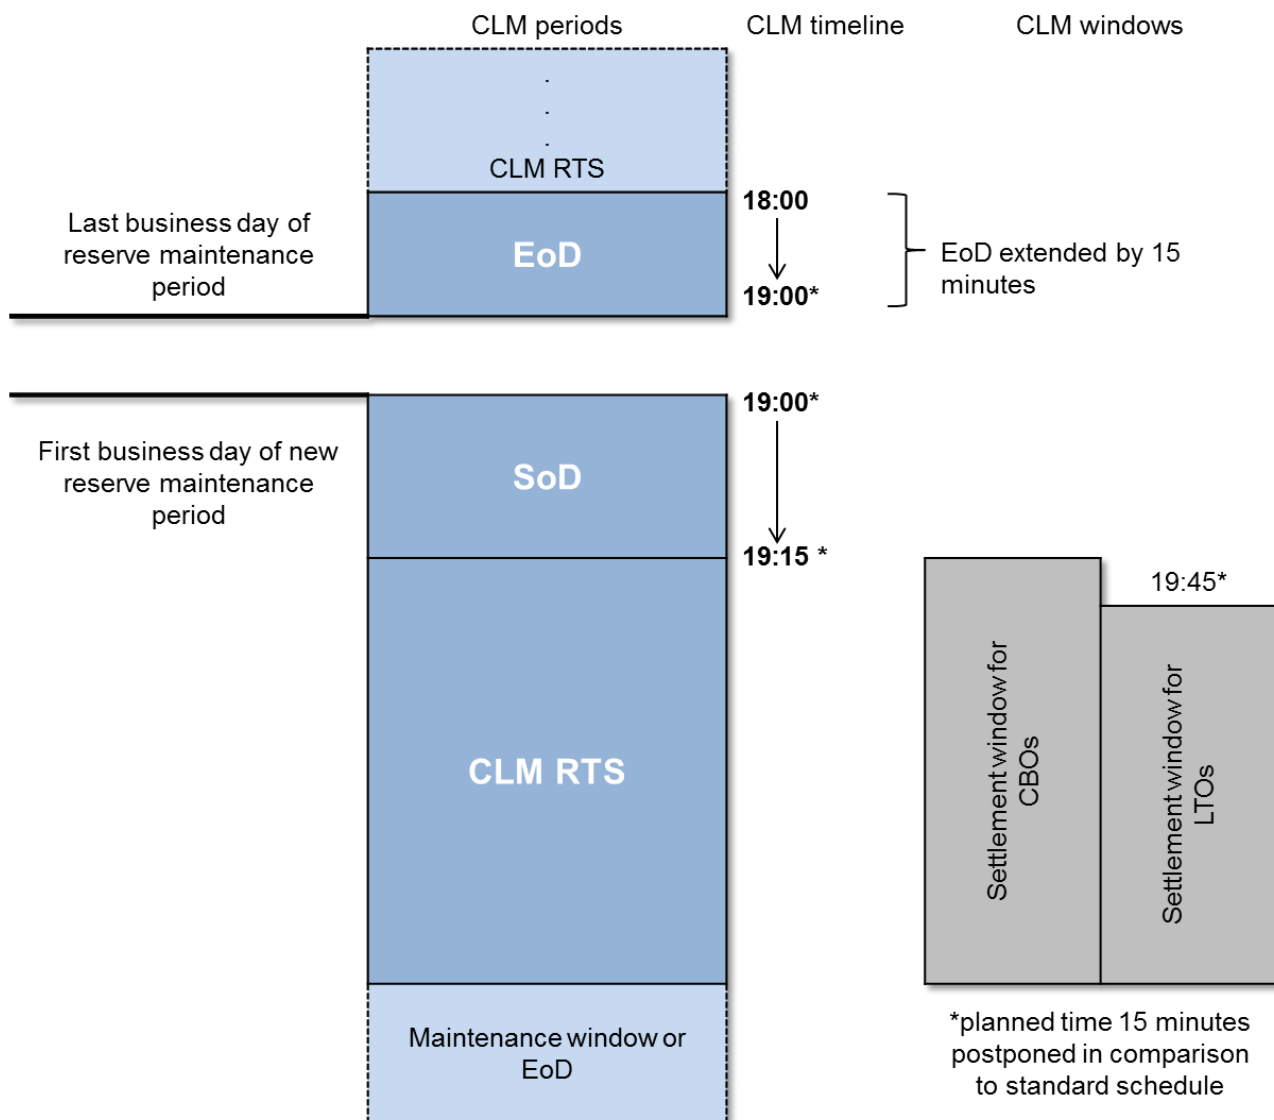 CLM periods
CLM timeline
CLM windows
.
.
.
CLM RTS
18:00
Last business day of
reserve maintenance
period
EoD
EoD extended by 15
minutes
19:00*
19:00*
First business day of new
reserve maintenance
period
SoD
19:15 *
19:45*
Settlement window for
CBOs
Settlement window for
LTOs
CLM RTS
Maintenance window or
EoD
*planned time 15 minutes
postponed in comparison
to standard schedule